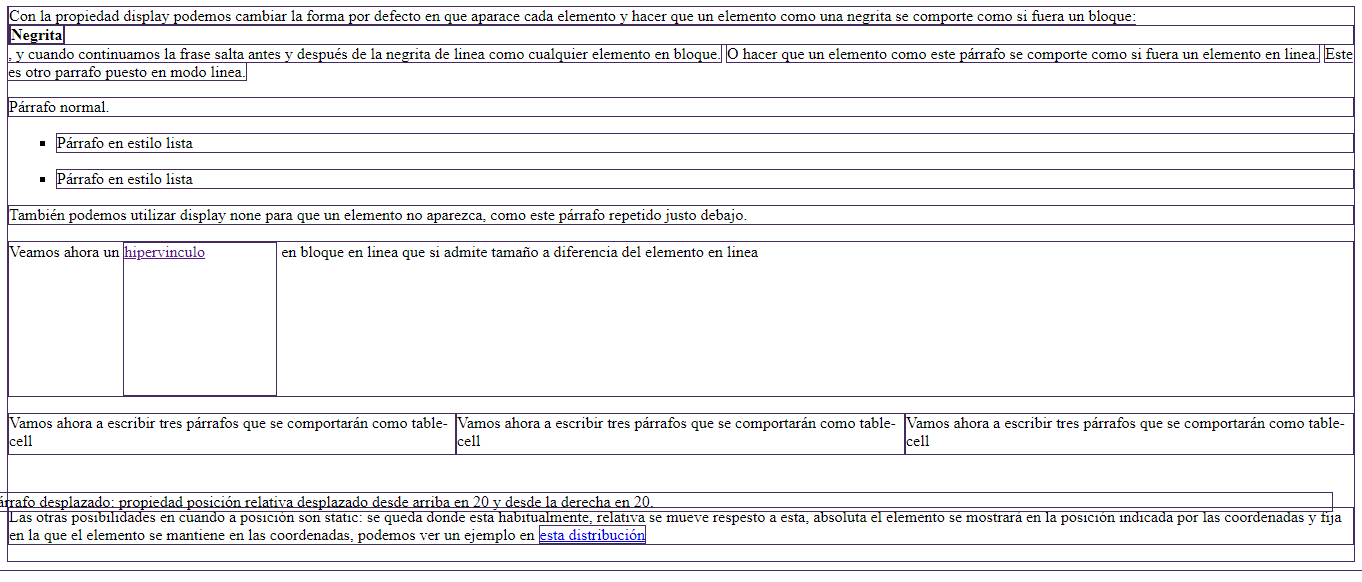 Con la propiedad display podemos cambiar la forma por defecto en que aparace cada elemento y hacer que un elemento como una negrita se comporte como si fuera un bloque:
Negrita
, y cuando continuamos la frase salta antes y después de la negrita de linea como cualquier elemento en bloque. O hacer que un elemento como este párrafo se comporte como si fuera un elemento en linea. Este
es otro parrafo puesto en modo linea.
Párrafo normal.
Párrafo en estilo lista
Párrafo en estilo lista
También podemos utilizar display none para que un elemento no aparezca, como este párrafo repetido justo debajo.
Veamos ahora un hipervinculo en bloque en linea que si admite tamaño a diferencia del elemento en linea
Vamos ahora a escribir tres párrafos que se comportarán como table-
cell
Vamos ahora a escribir tres párrafos que se comportarán como table-
cell
Vamos ahora a escribir tres párrafos que se comportarán como table-
cell
árrafo desplazado: propiedad posición relativa desplazado desde arriba en 20 y desde la derecha en 20.
Las otras posibilidades en cuando a posición son static: se queda donde esta habitualmente, relativa se mueve respesto a esta, absoluta el elemento se mostrará en la posición indicada por las coordenadas y fija
en la que el elemento se mantiene en las coordenadas, podemos ver un ejemplo en esta distribución